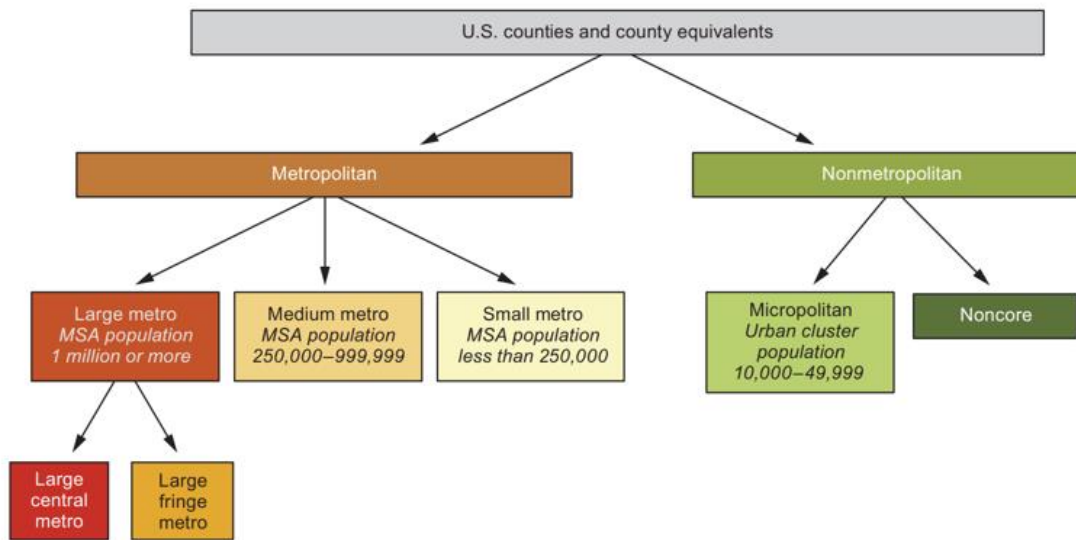 U.S. counties and county equivalents
Metropolitan
Nonmetropolitan
Large metro
MSA population
1 million or more
Medium metro
MSA population
250,000–999,999
Small metro
MSA population
less than 250,000
Micropolitan
Urban cluster
population
10,000–49,999
Noncore
Large
central
metro
Large
fringe
metro